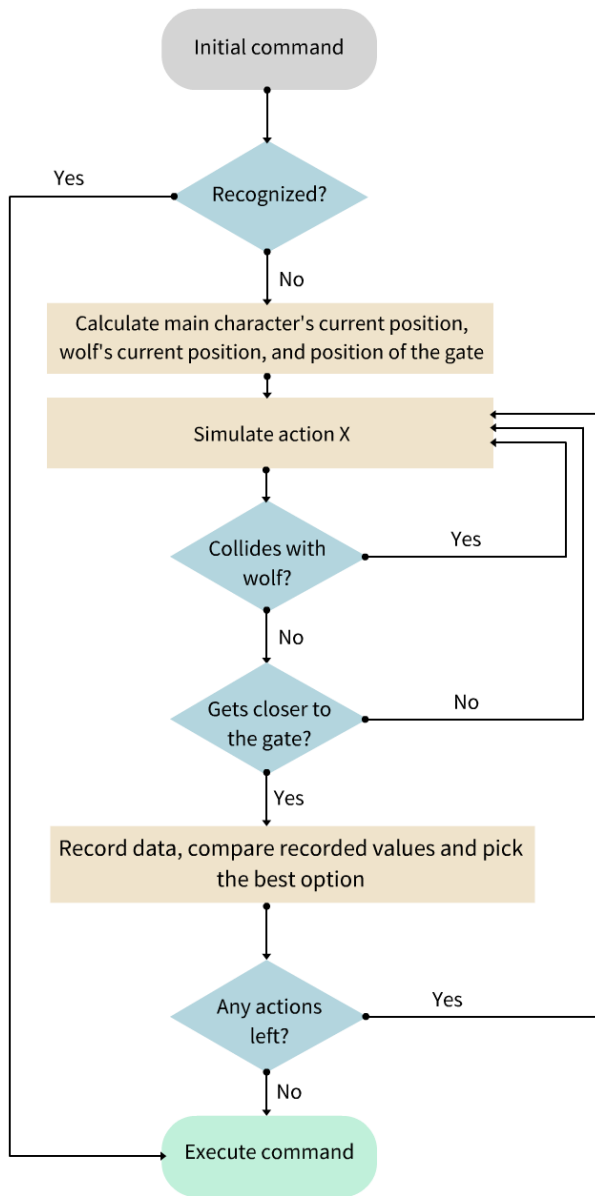 Initial command
Yes
Recognized?
No
Calculate main character's current position,
wolf's current position, and position of the gate
Simulate action X
Collides with
wolf?
Yes
No
Gets closer to
the gate?
No
Yes
Record data, compare recorded values and pick
the best option
Any actions
left?
Yes
No
Execute command